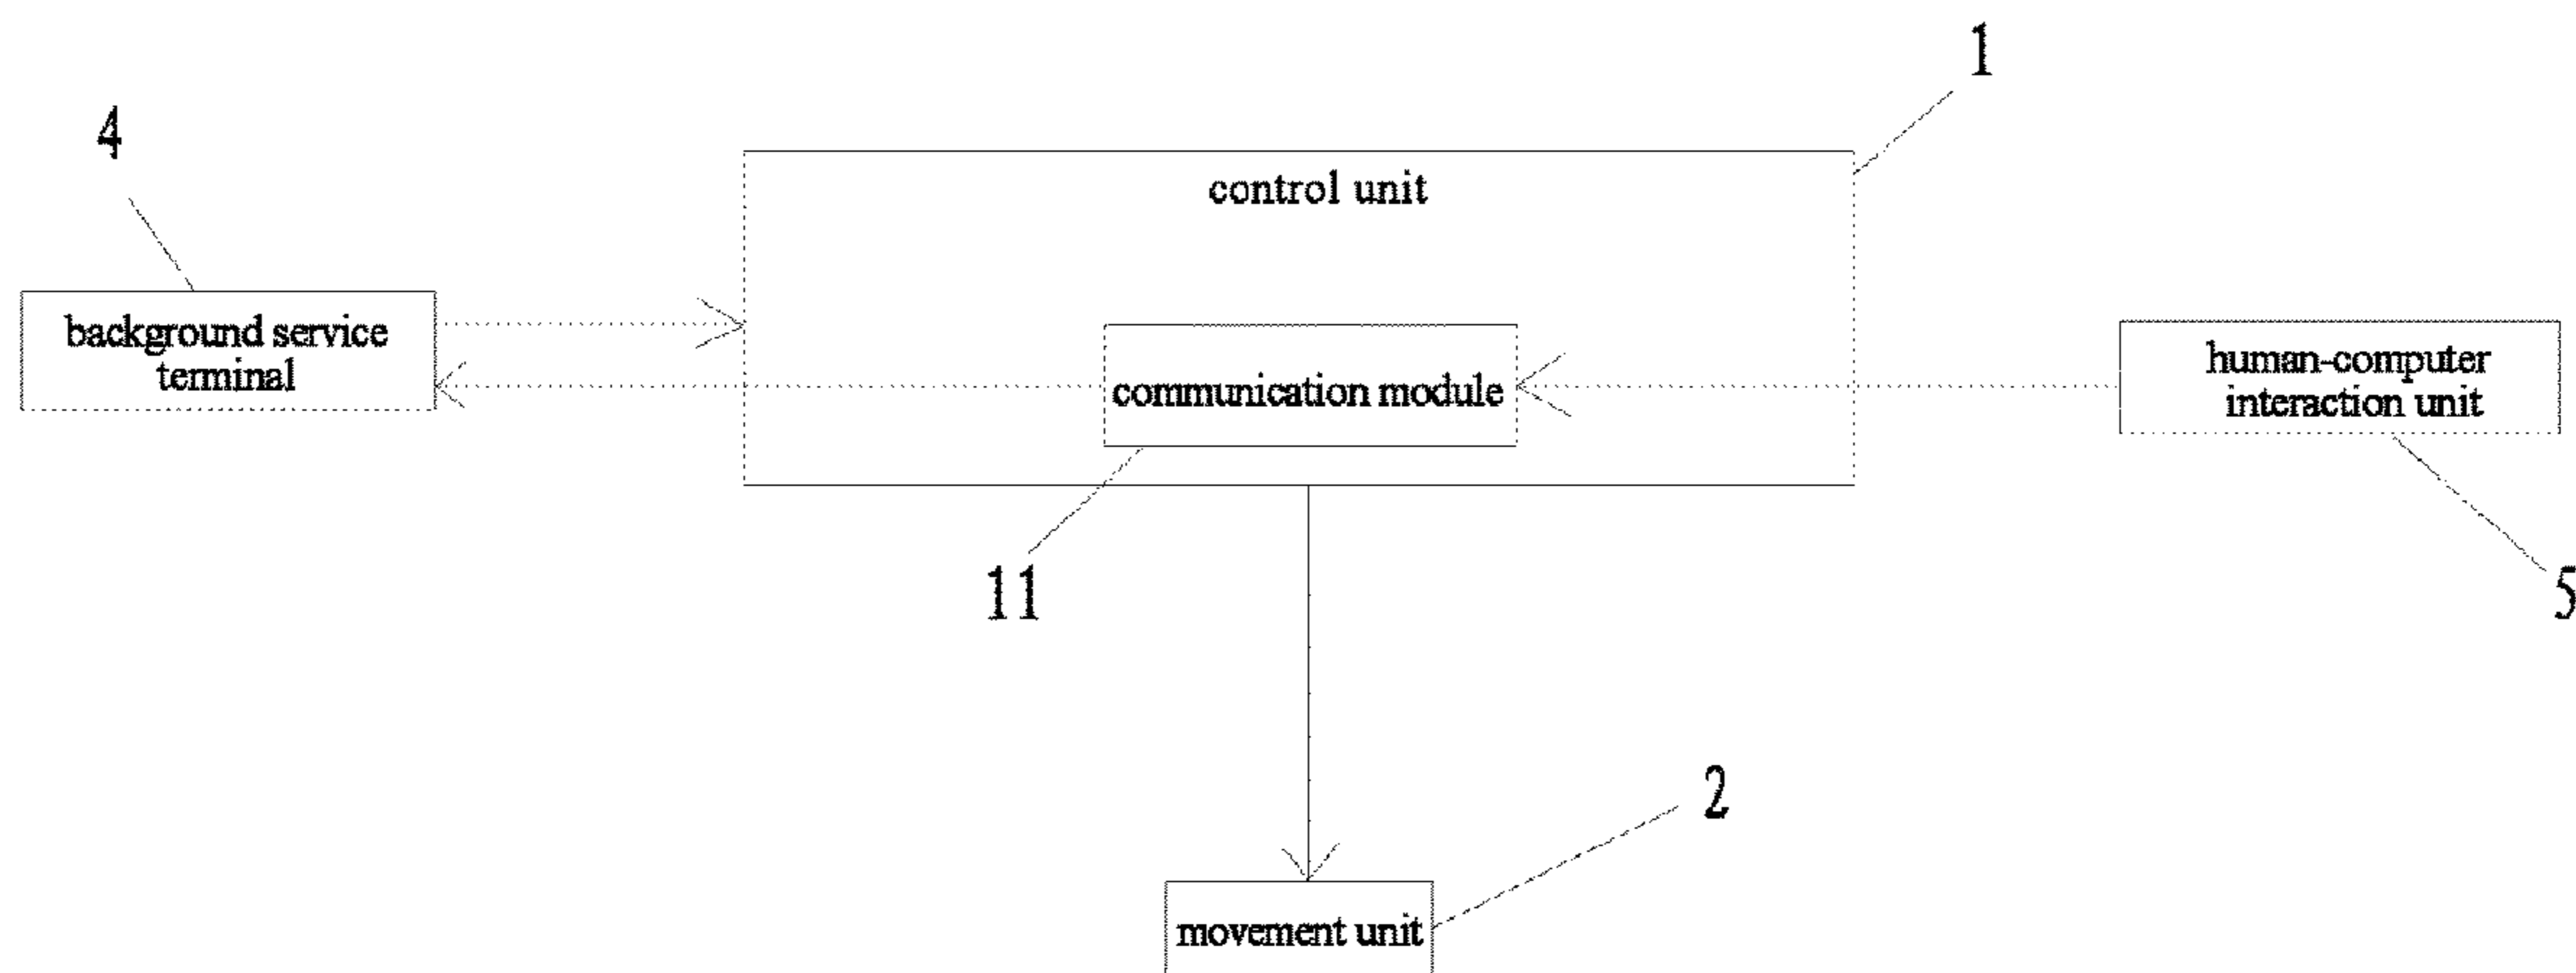 1
4
control unit
background service
terminal
communication module
human-computer
interaction unit
11
5
2
movement unit